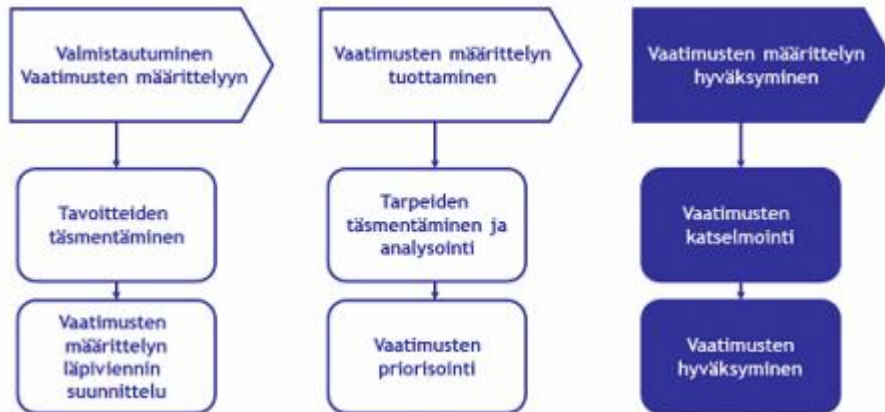 Valmistautuminen
Vaatimusten määrittelyyn
Vaatimusten määrittelyn
tuottaminen
Vaatimusten määrittelyn
hyväksyminen
Tavoitteiden
täsmentäminen
Tarpeiden
täsmentäminen ja
analysointi
Vaatimusten
katselmointi
Vaatimusten
määrittelyn
läpiviennin
suunnittelu
Vaatimusten
priorisointi
Vaatimusten
hyväksyminen